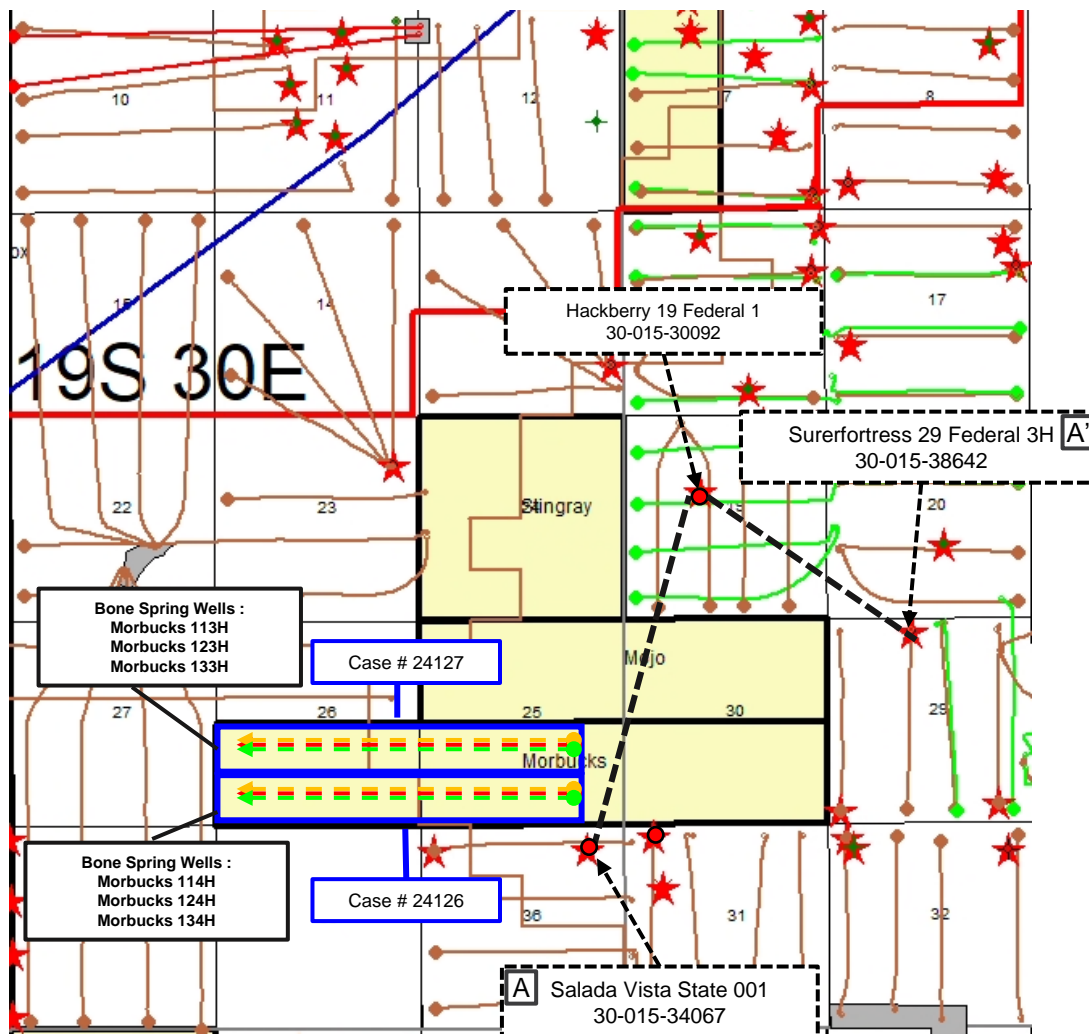 10
11
12
7
8
OX
15
14
17
Hackberry 19 Federal 1
30-015-30092
19S 30E
Surerfortress 29 Federal 3H
A'
30-015-38642
22
23
Stingray
19
20
Bone Spring Wells :
Morbucks 113H
Morbucks 123H
Morbucks 133H
Case # 24127
Mojo
27
26
25
30
29
Morbucks
Bone Spring Wells :
Morbucks 114H
Morbucks 124H
Morbucks 134H
Case # 24126
36
31
32
A
Salada Vista State 001
30-015-34067